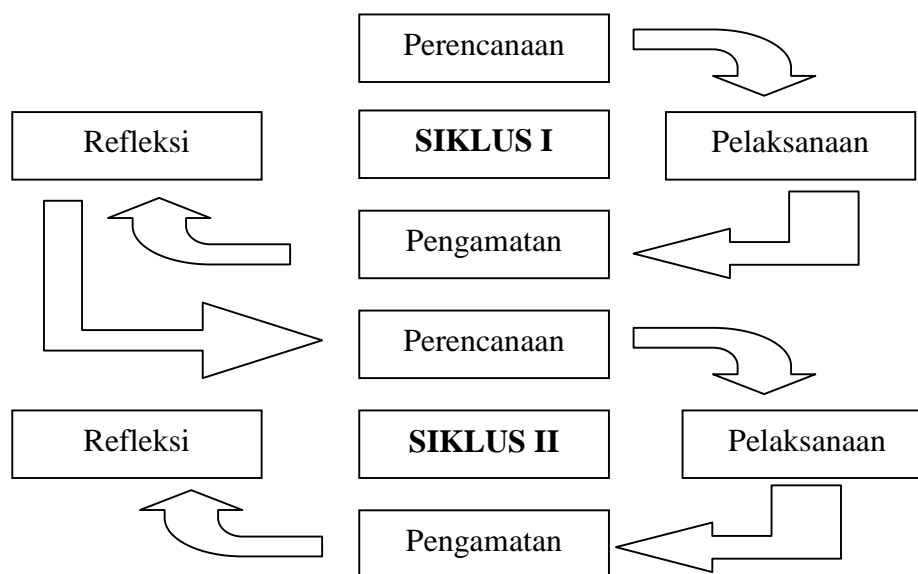 Perencanaan
Refleksi
SIKLUS I
Pelaksanaan
Pengamatan
Perencanaan
Refleksi
SIKLUS II
Pelaksanaan
Pengamatan